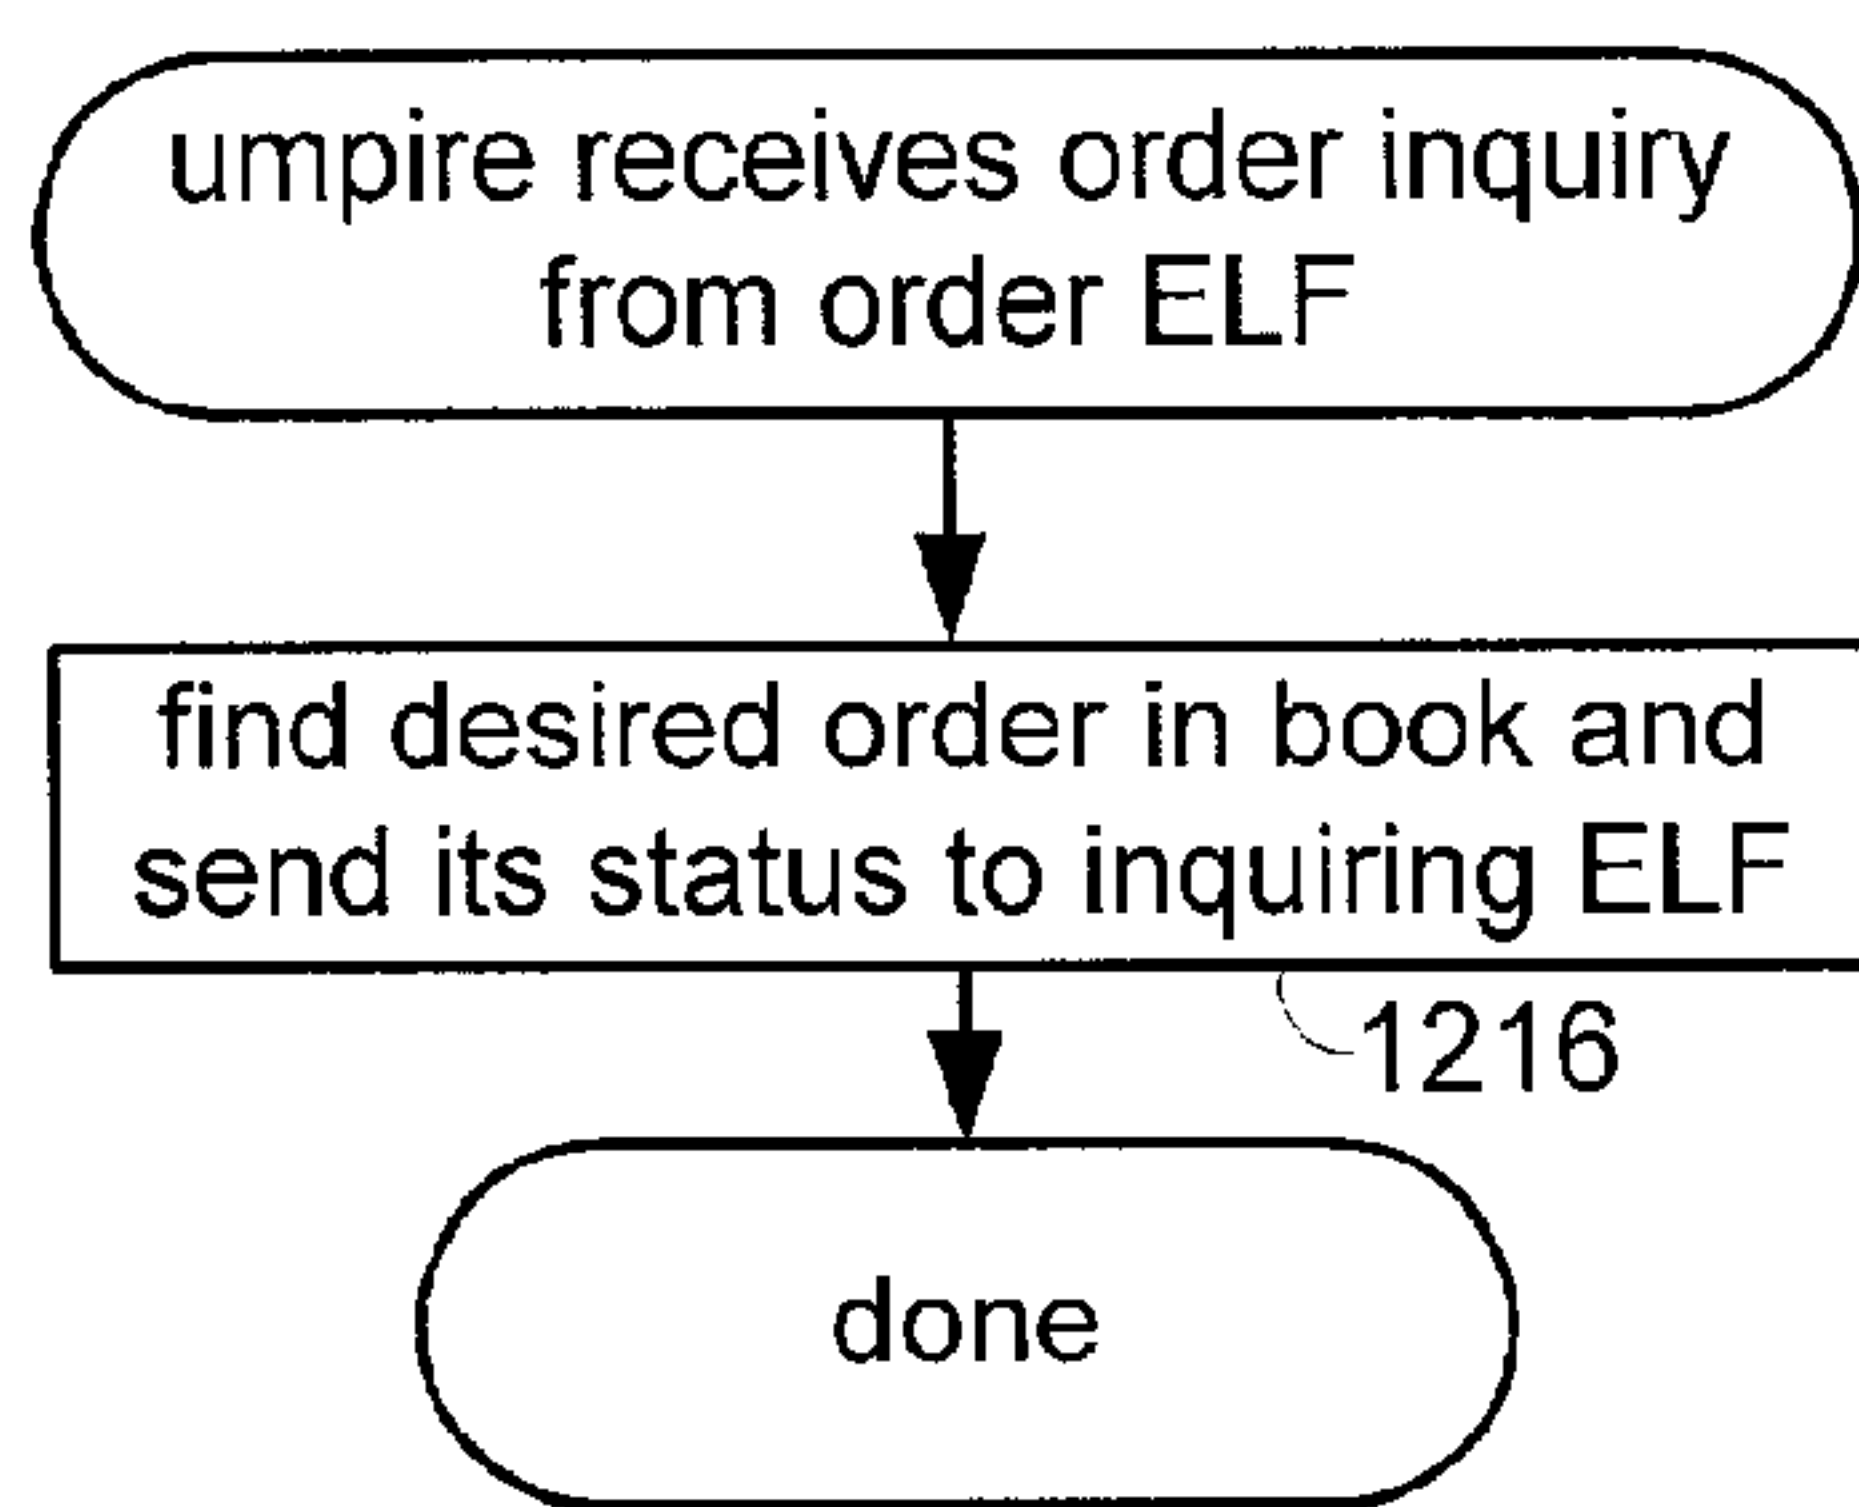 umpire receives order inquiry
from order ELF
find desired order in book and
send its status to inquiring ELF
1216
done